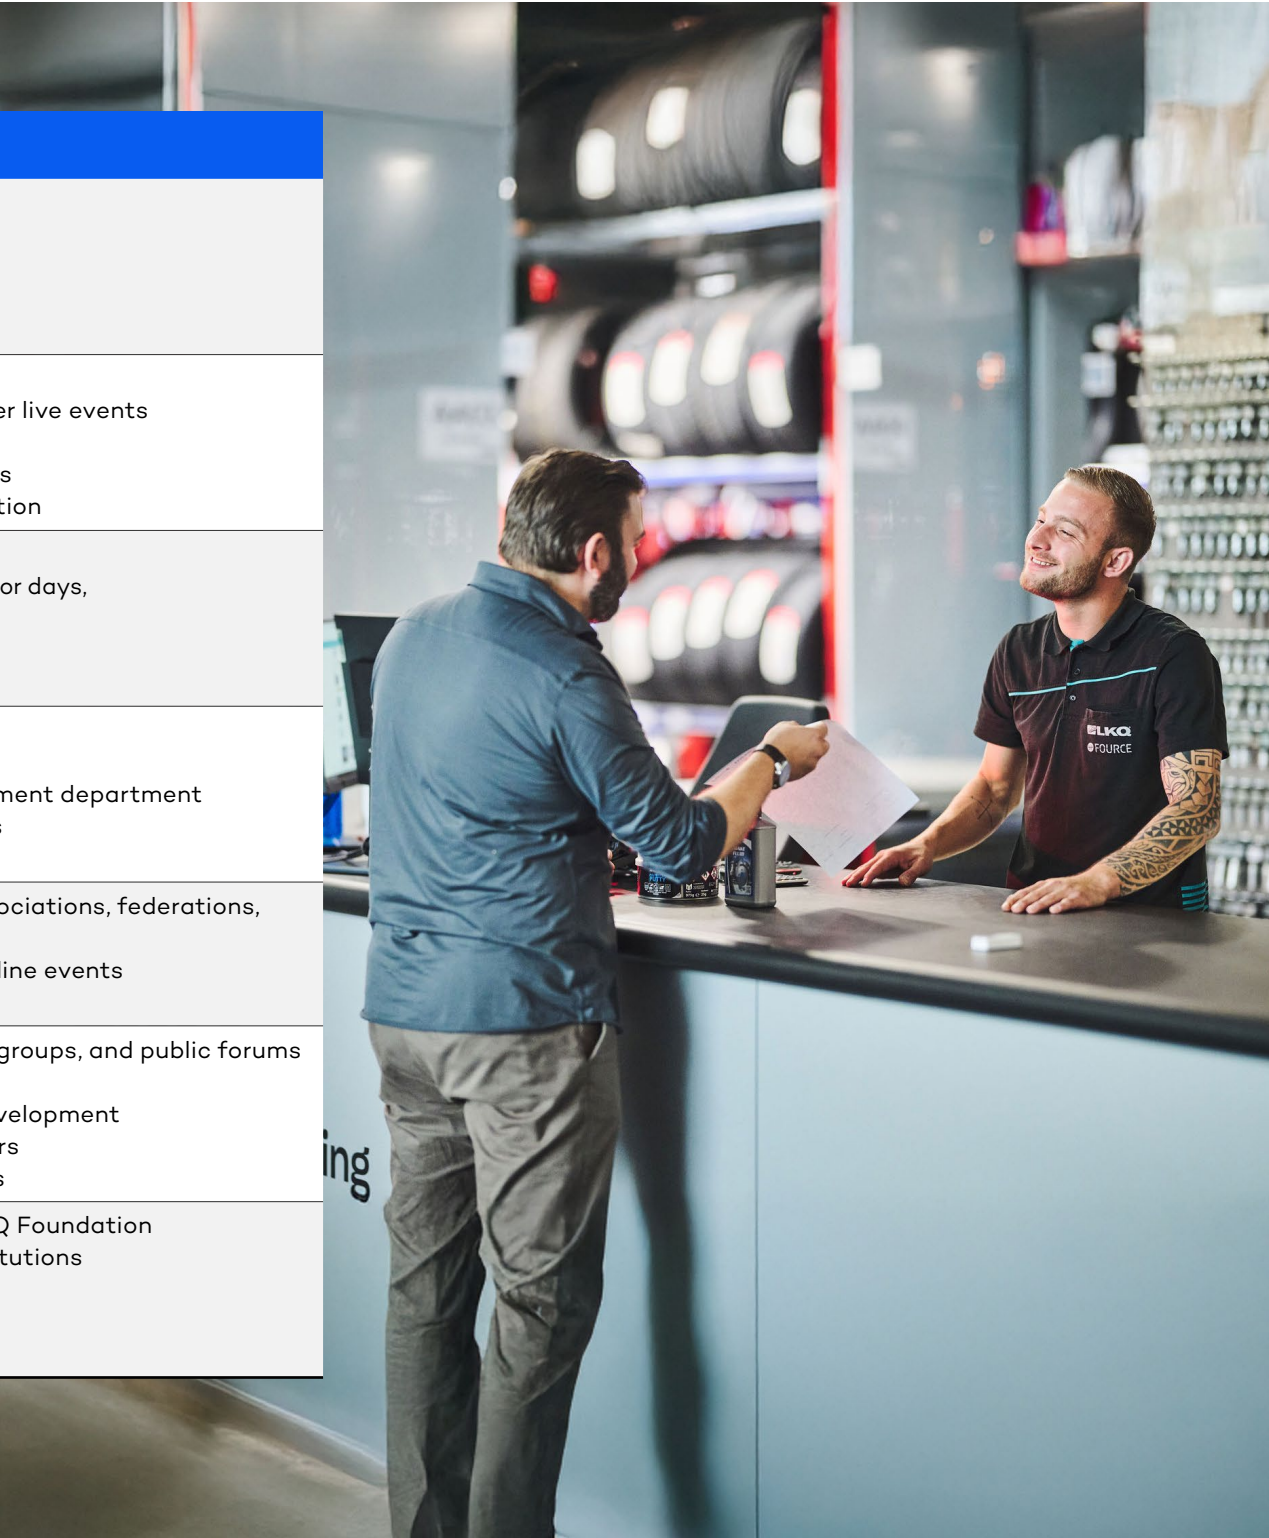 er live events
s
tion
or days,
ment department
s
ociations, federations,
line events
groups, and public forums
velopment
rs
s
Q Foundation
tutions
ing
LKQ
FOURCE